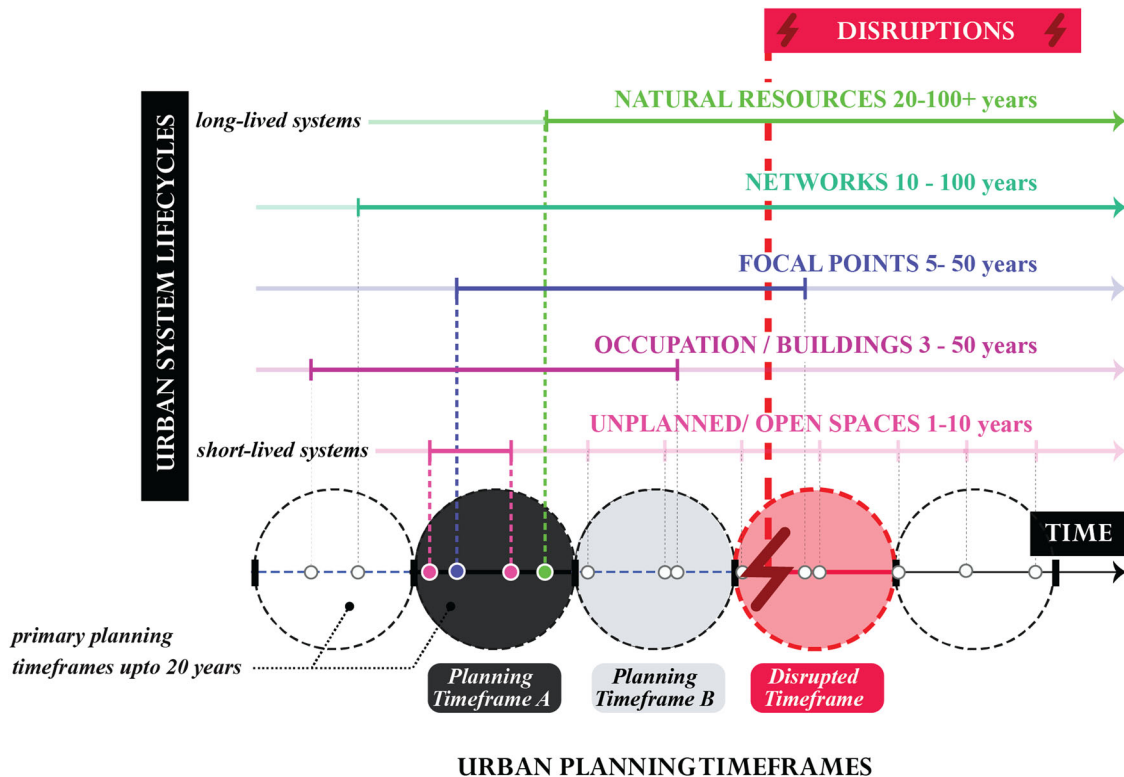 DISRUPTIONS
URBAN SYSTEM LIFECYCLES
long-lived systems
NATURAL RESOURCES 20-100+ years
NETWORKS 10 - 100 years
FOCAL POINTS 5- 50 years
OCCUPATION / BUILDINGS 3 - 50 years
UNPLANNED/ OPEN SPACES 1-10 years
short-lived systems
TIME
primary planning
timeframes upto 20 years
Planning
Timeframe A
Planning
Timeframe B
Disrupted
Timeframe
URBAN PLANNING TIMEFRAMES